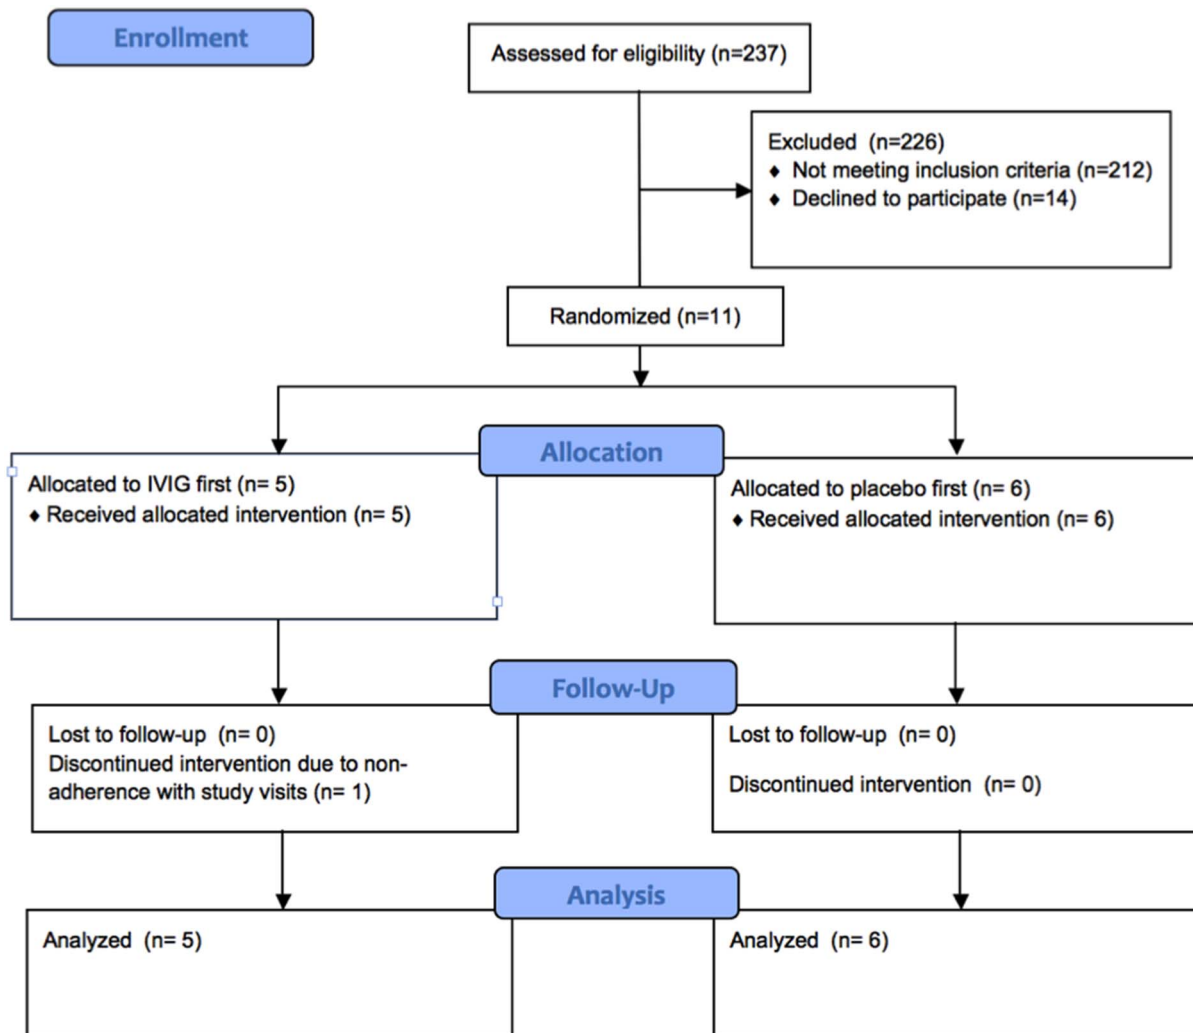 Enrollment
Assessed for eligibility (n=237)
Excluded (n=226)
♦ Not meeting inclusion criteria (n=212)
♦ Declined to participate (n=14)
Randomized (n=11)
Allocation
Allocated to IVIG first (n= 5)
♦ Received allocated intervention (n= 5)
Allocated to placebo first (n= 6)
♦ Received allocated intervention (n= 6)
Follow-Up
Lost to follow-up (n= 0)
Discontinued intervention due to non-
adherence with study visits (n= 1)
Lost to follow-up (n= 0)
Discontinued intervention (n= 0)
Analysis
Analyzed (n= 5)
Analyzed (n= 6)